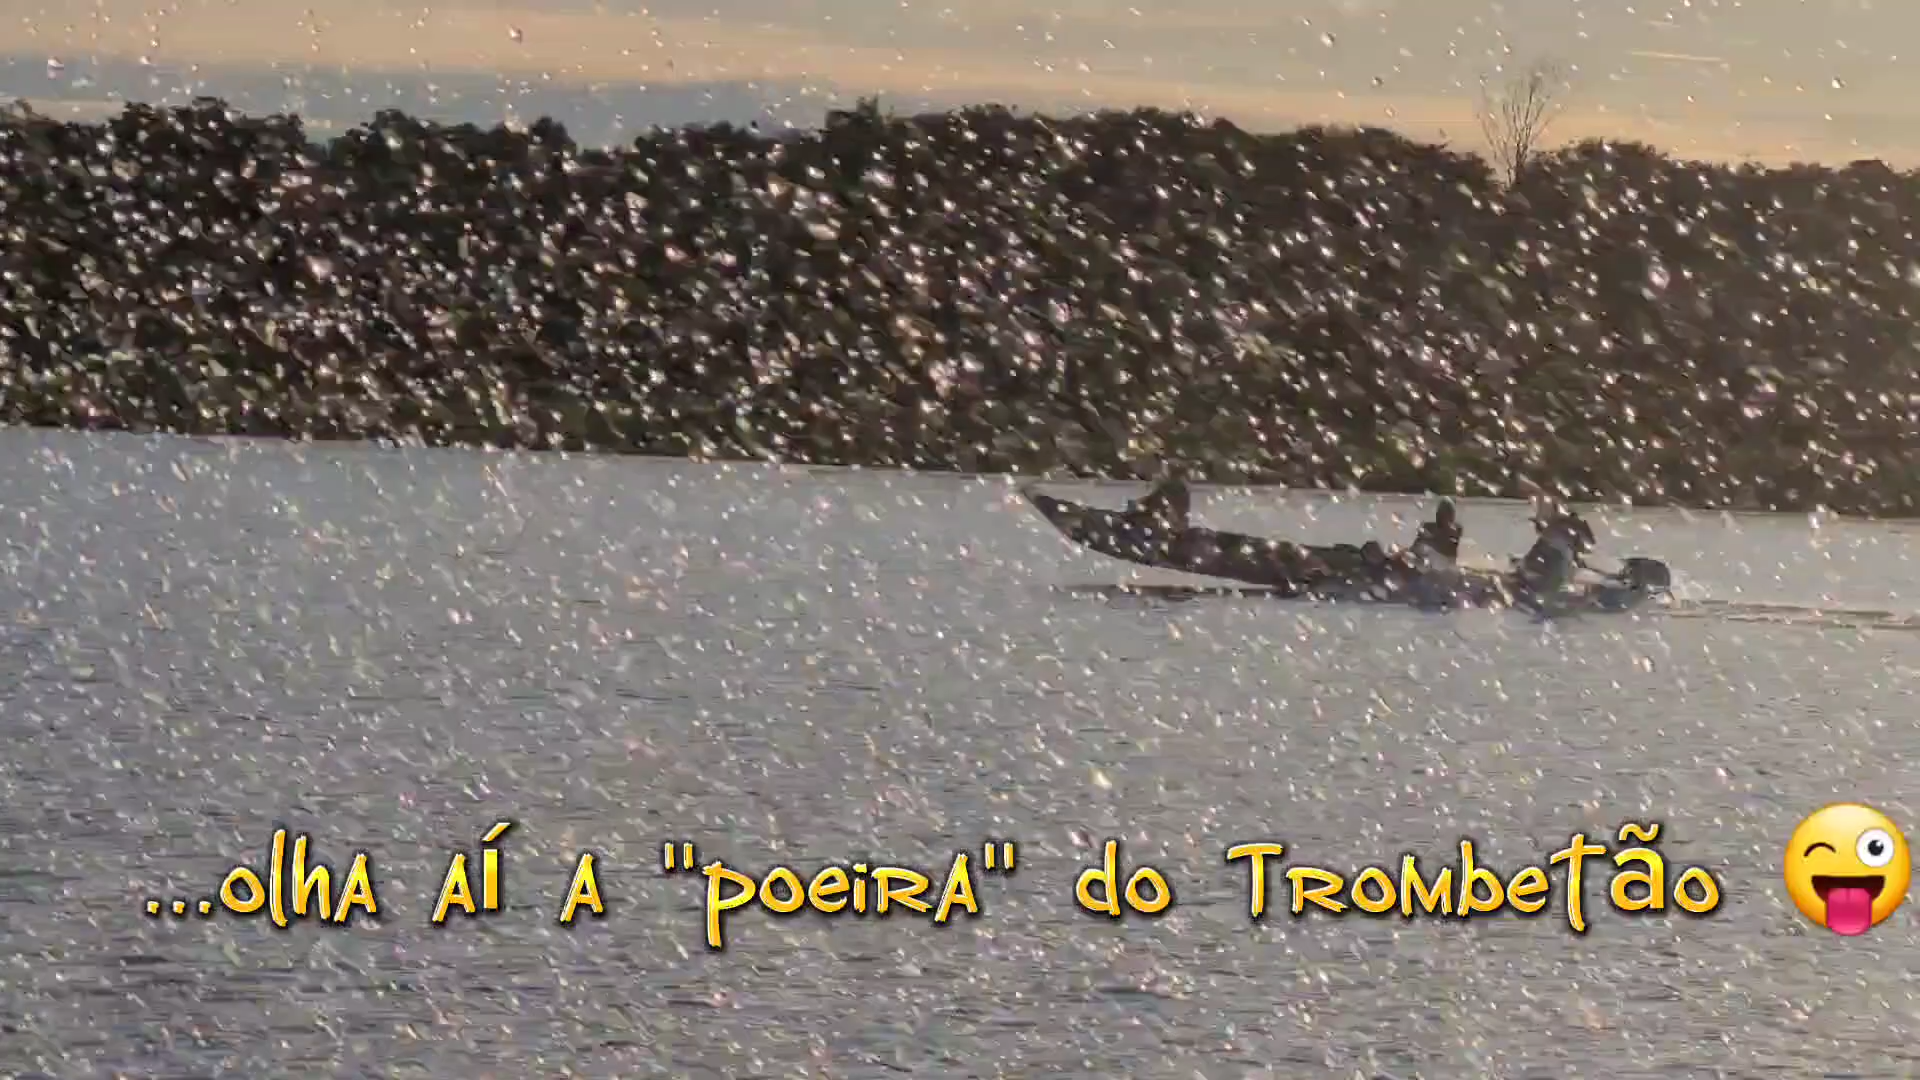 ...olha aí a "poeira" do Trombetão 😜